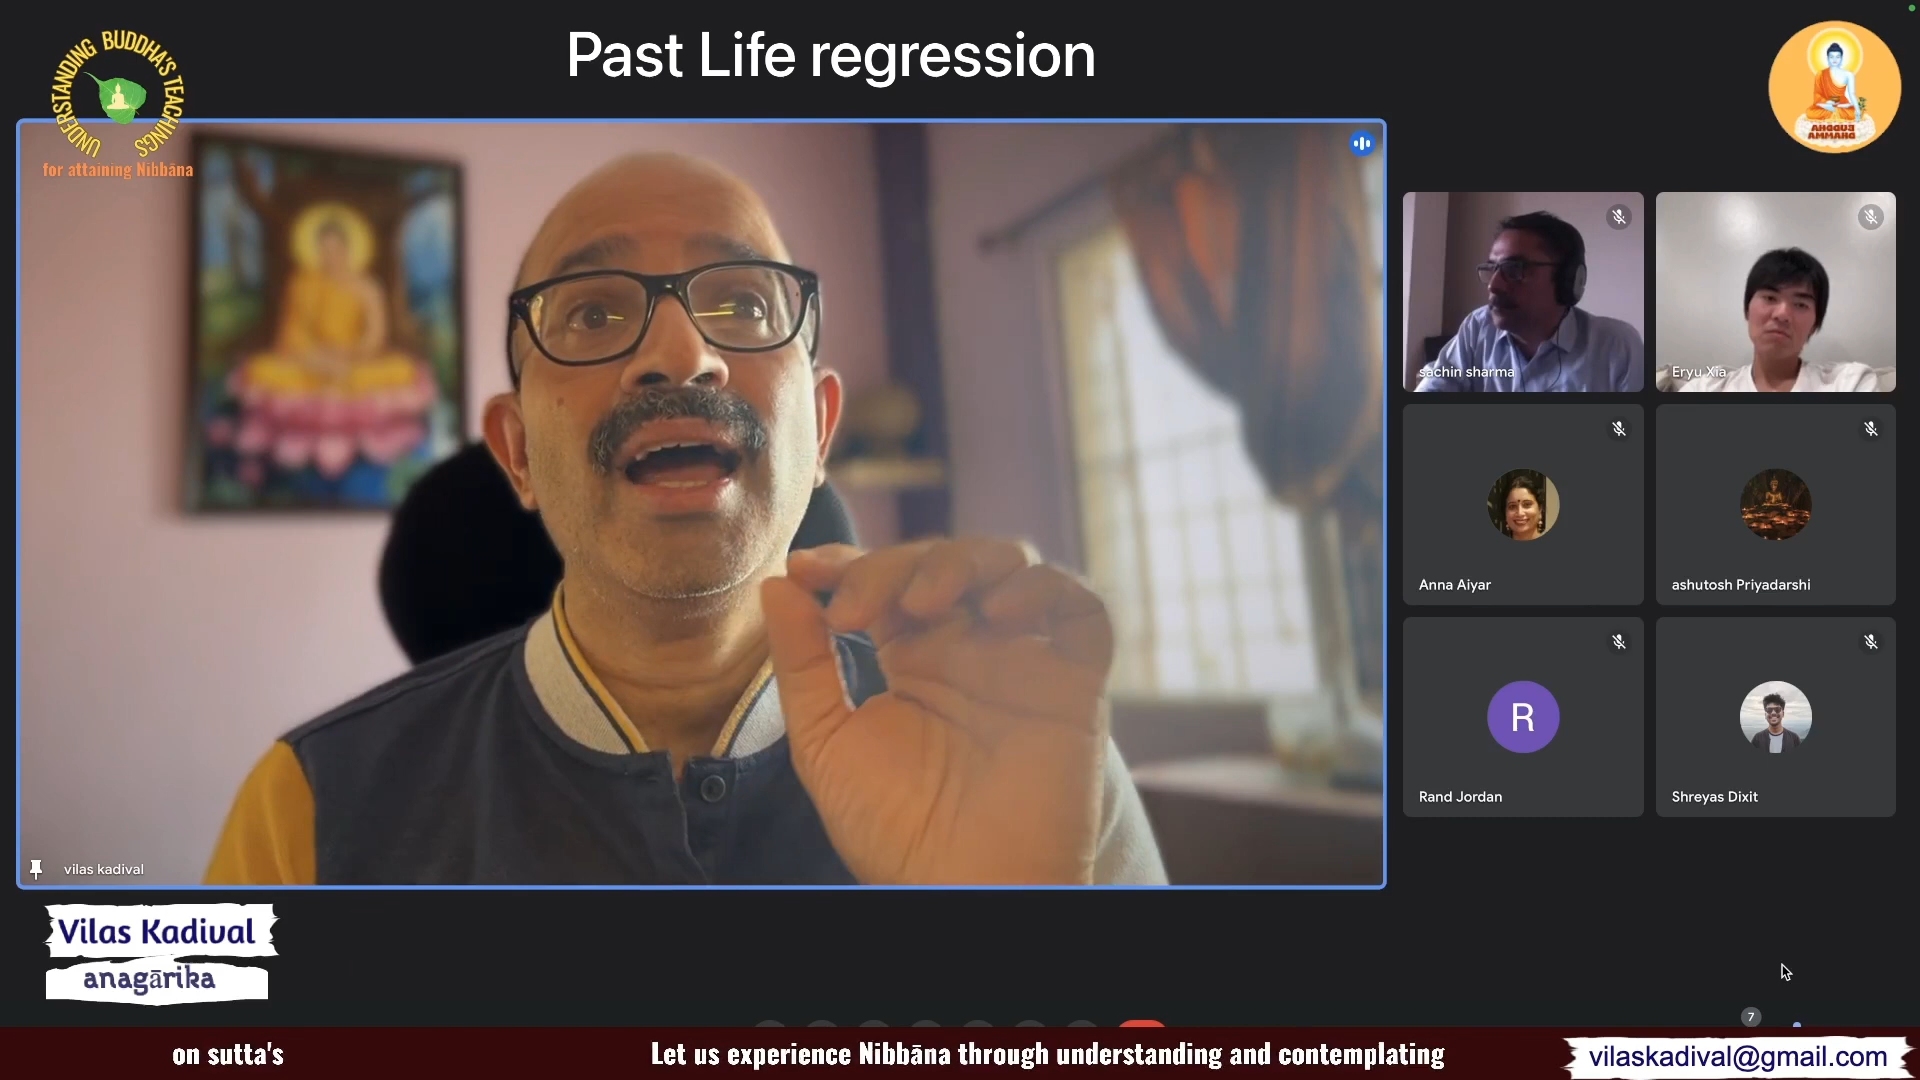 Past Life regression
UNDERSTANDING BUDDHA'S TEACHINGS
for attaining Nibbāna
sachin sharma
Eryu Xia
Anna Aiyar
ashutosh Priyadarshi
R
Rand Jordan
Shreyas Dixit
vilas kadival
Vilas Kadival
anagārika
7
on sutta's
Let us experience Nibbāna through understanding and contemplating
vilaskadival@gmail.com